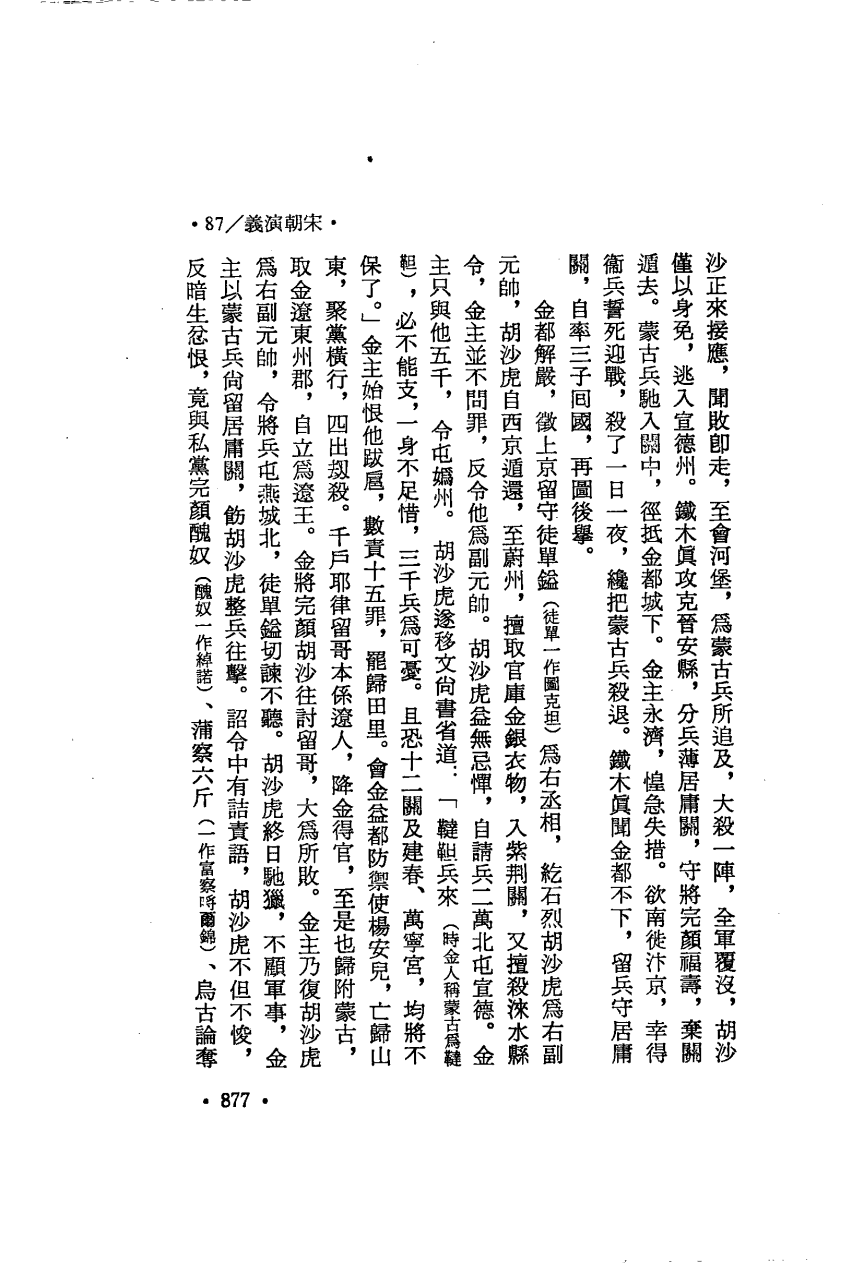 •87／義演朝宋•
沙正來接應，聞敗卽走，至會河堡，爲蒙古兵所追及，大殺一陣，全軍覆沒，胡沙
僅以身免，逃入宣德州。鐵木眞攻克晉安縣，分兵薄居庸關，守將完顏福壽，棄關
遁去。蒙古兵馳入關中，徑抵金都城下。金主永濟，惶急失措。欲南徙汴京，幸得
衞兵誓死迎戰，殺了一日一夜，纔把蒙古兵殺退。鐵木眞聞金都不下，留兵守居庸
關，自率三子囘國，再圖後舉。
金都解嚴，徵上京留守徒單鎰（徒單一作圖克坦）爲右丞相，紇石烈胡沙虎爲右副
元帥，胡沙虎自西京遁還，至蔚州，擅取官庫金銀衣物，入紫荆關，又擅殺淶水縣
令，金主並不問罪，反令他爲副元帥。胡沙虎益無忌憚，自請兵二萬北屯宣德。金
主只與他五千，令屯嬀州。胡沙虎遂移文尙書省道：「韃靼兵來（時金人稱蒙古爲韃
靼），必不能支，一身不足惜，三千兵爲可憂。且恐十二關及建春、萬寧宮，均將不
保了。」金主始恨他跋扈，數責十五罪，罷歸田里。會金益都防禦使楊安兒，亡歸山
東，聚黨橫行，四出刼殺。千戶耶律留哥本係遼人，降金得官，至是也歸附蒙古，
取金遼東州郡，自立爲遼王。金將完顏胡沙往討留哥，大爲所敗。金主乃復胡沙虎
爲右副元帥，令將兵屯燕城北，徒單鎰切諫不聽。胡沙虎終日馳獵，不顧軍事，金
主以蒙古兵尙留居庸關，飭胡沙虎整兵往擊。詔令中有詰責語，胡沙虎不但不悛，
反暗生忿恨，竟與私黨完顏醜奴（醜奴一作綽諾）、蒲察六斤（一作富察哷爾錦）、烏古論奪
•877•